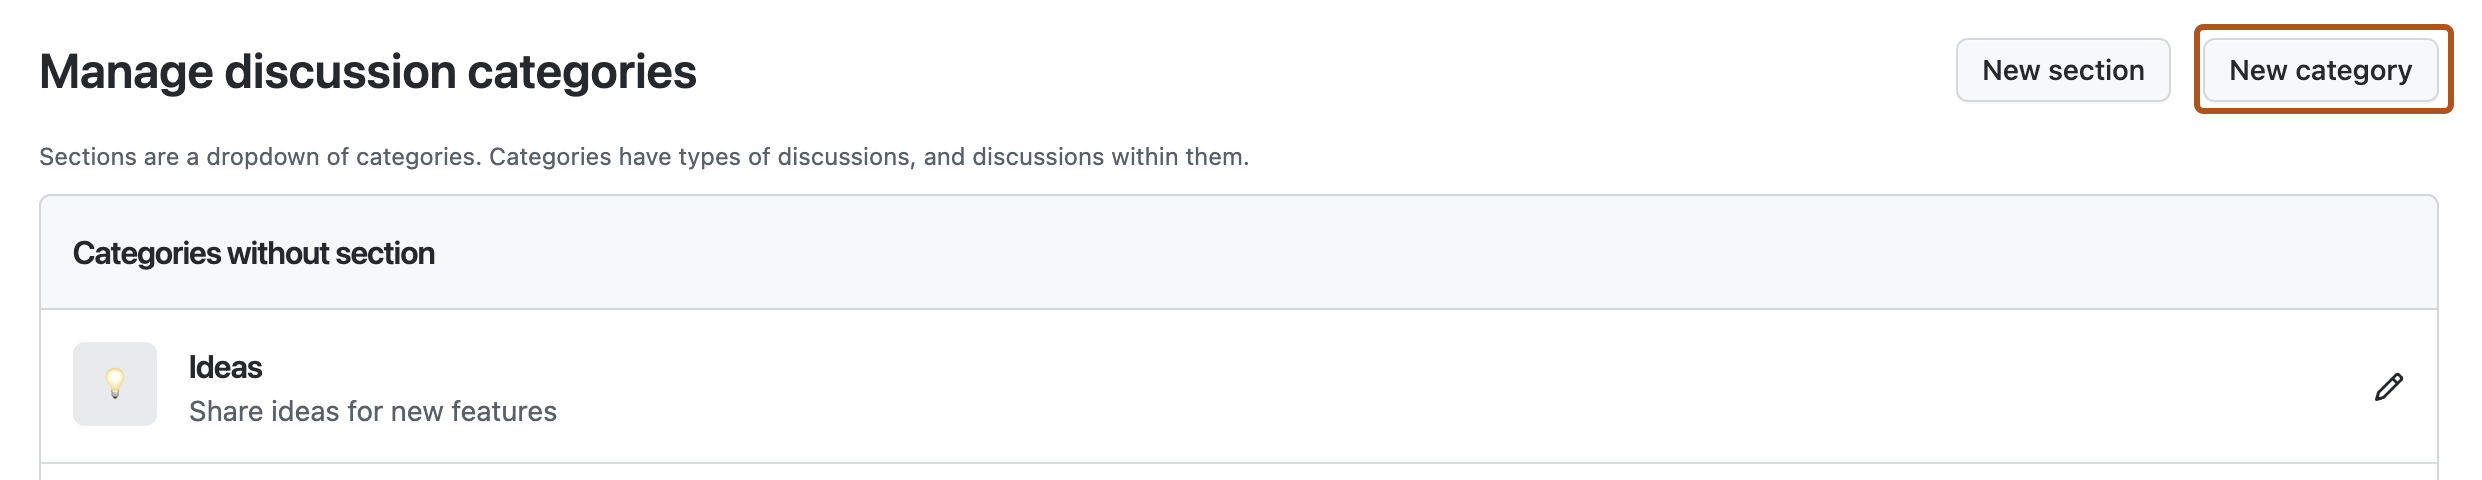 Manage discussion categories
New section
New category
Sections are a dropdown of categories. Categories have types of discussions, and discussions within them.
Categories without section
Ideas
Share ideas for new features